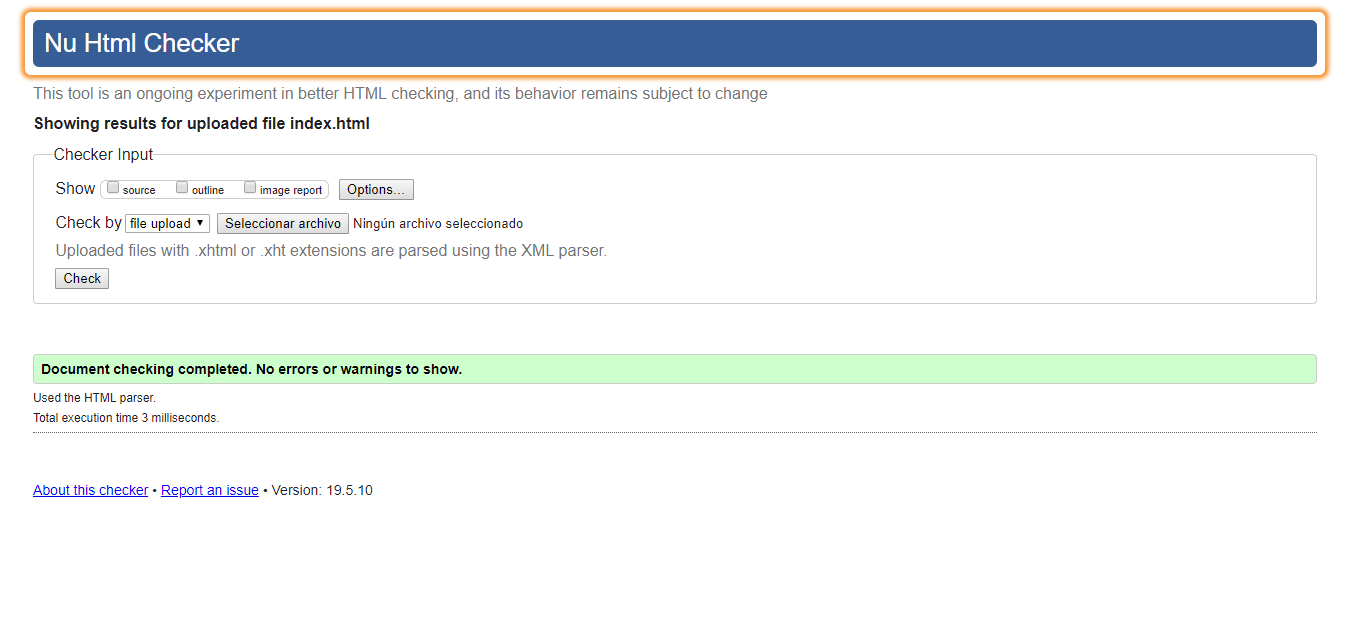 Nu Html Checker
This tool is an ongoing experiment in better HTML checking, and its behavior remains subject to change
Showing results for uploaded file index.html
Checker Input
Show source outline image report Options...
Check by file upload ▼ Seleccionar archivo Ningún archivo seleccionado
Uploaded files with .xhtml or .xht extensions are parsed using the XML parser.
Check
Document checking completed. No errors or warnings to show.
Used the HTML parser.
Total execution time 3 milliseconds.
About this checker • Report an issue • Version: 19.5.10